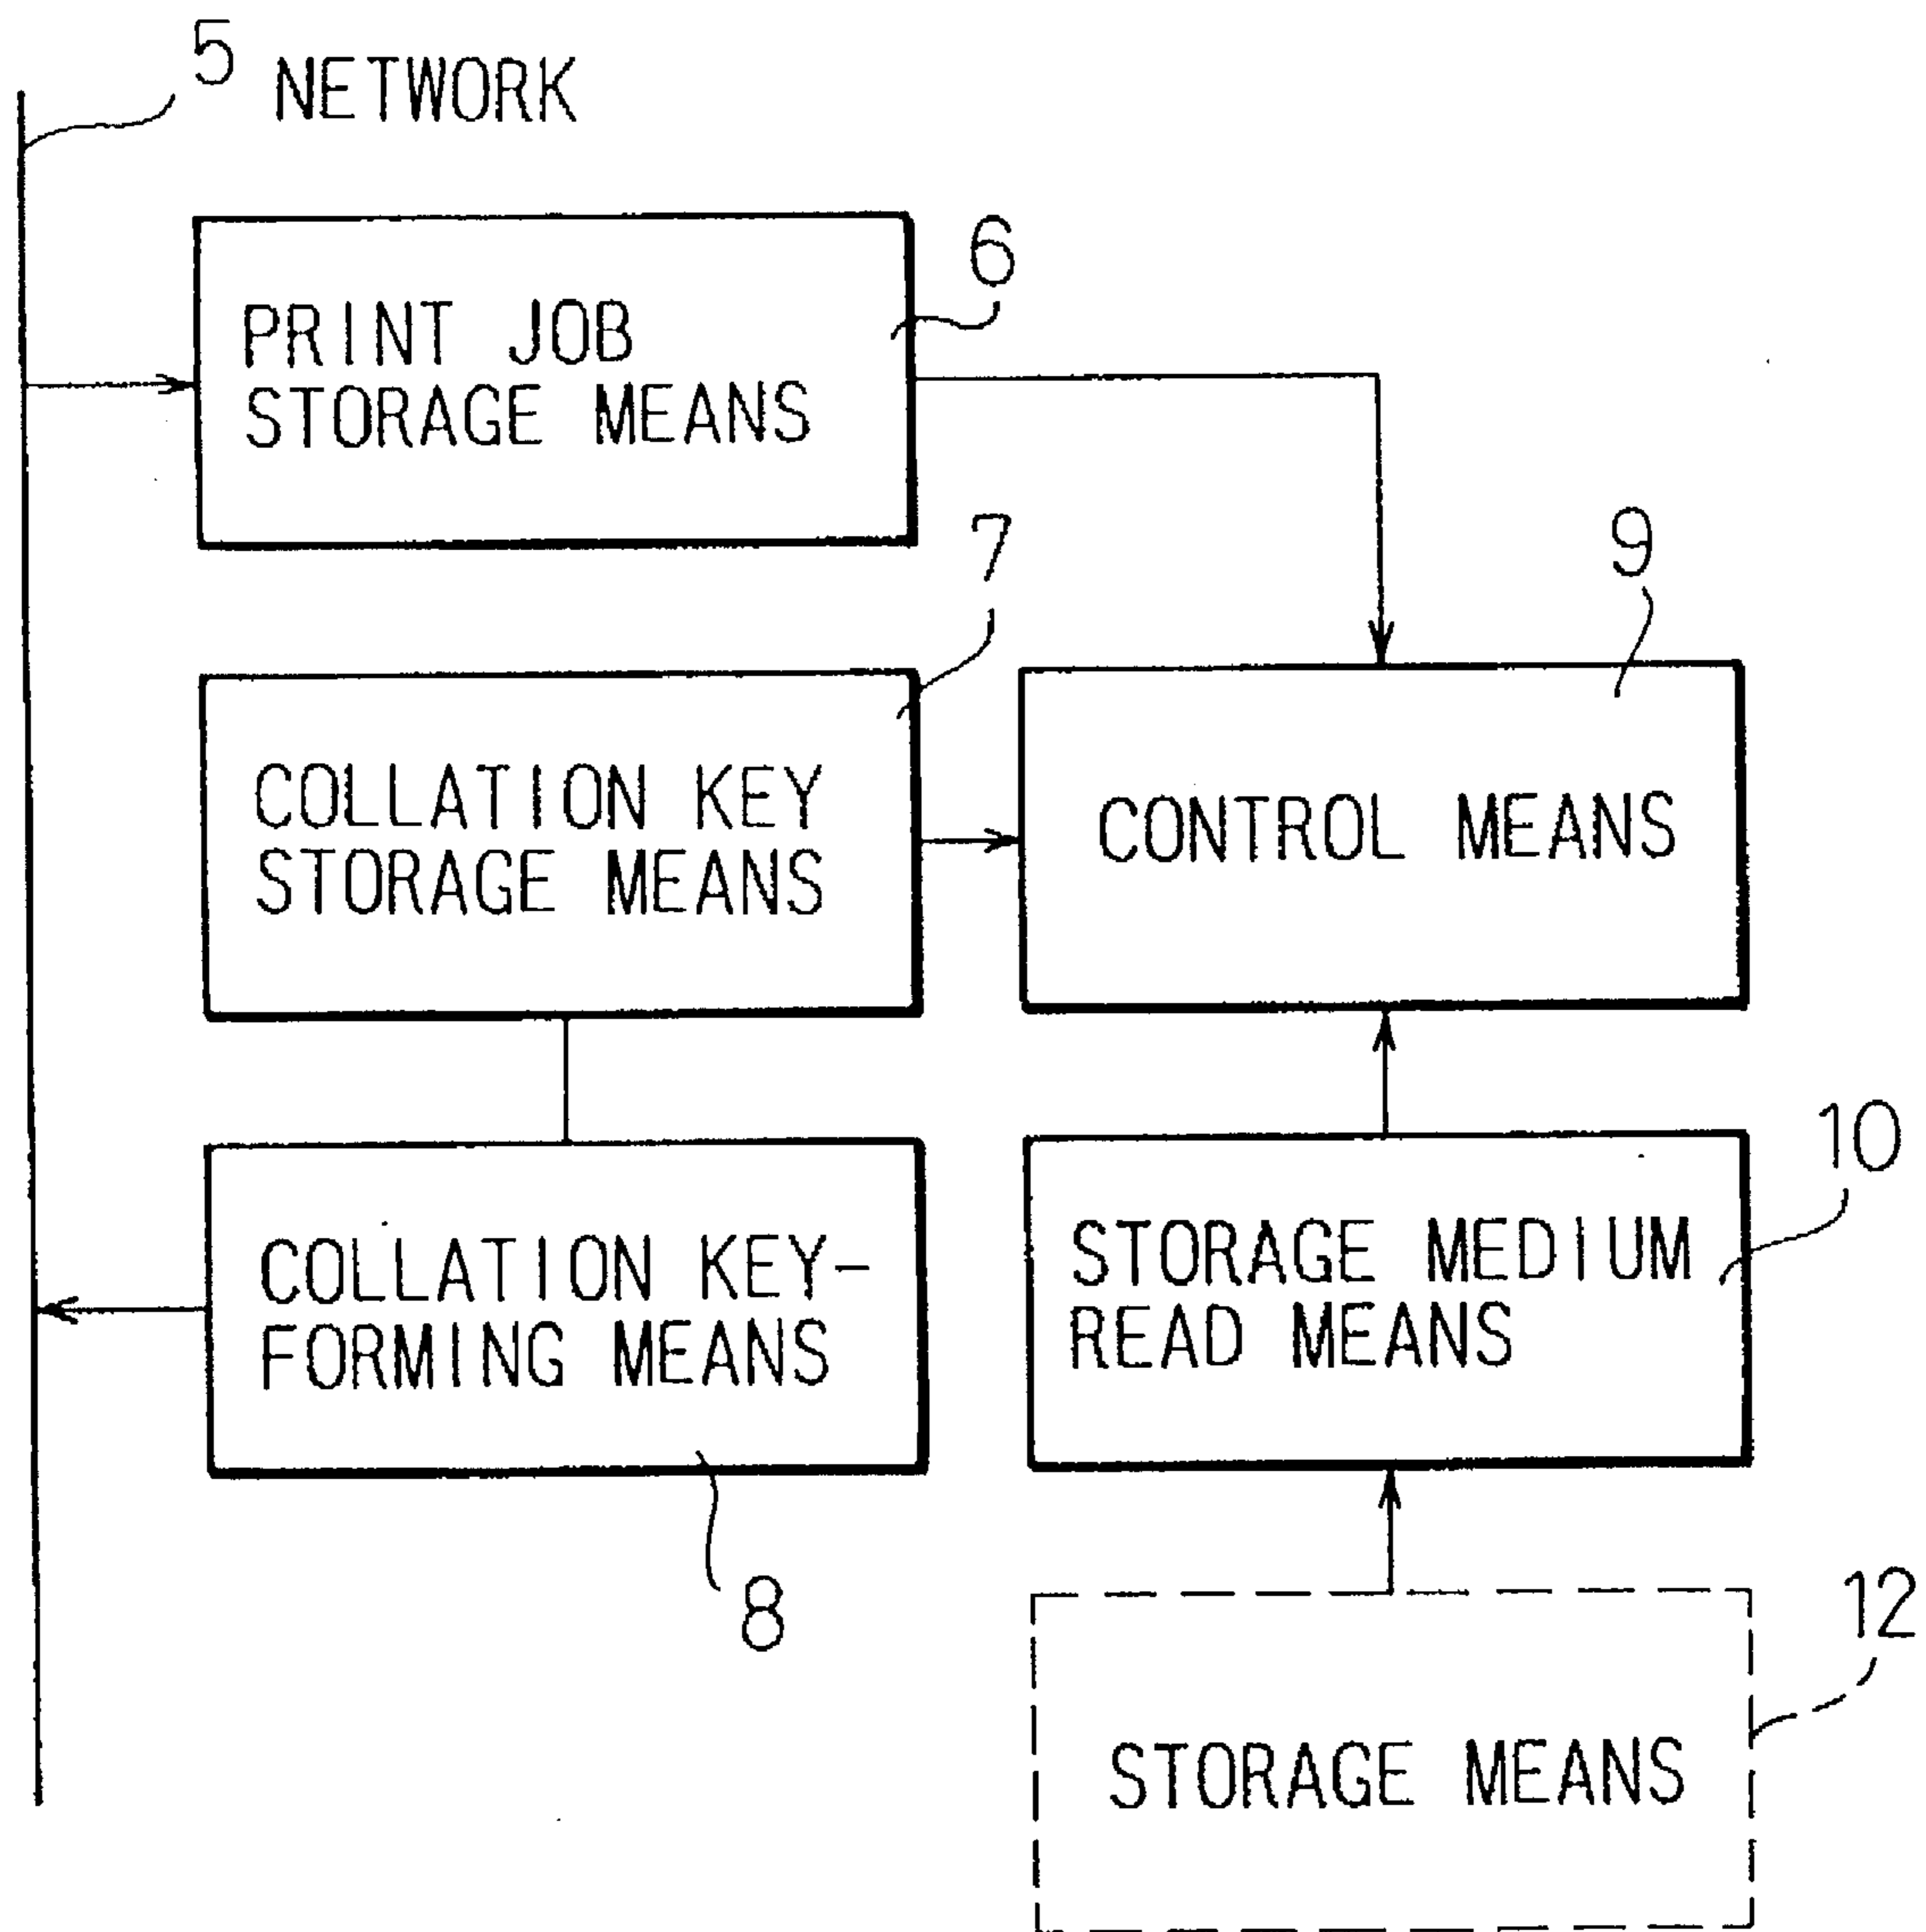 5 NETWORK
6
PRINT JOB
STORAGE MEANS
7
9
COLLATION KEY
STORAGE MEANS
CONTROL MEANS
10
COLLATION KEY-
FORMING MEANS
STORAGE MEDIUM
READ MEANS
8
12
STORAGE MEANS